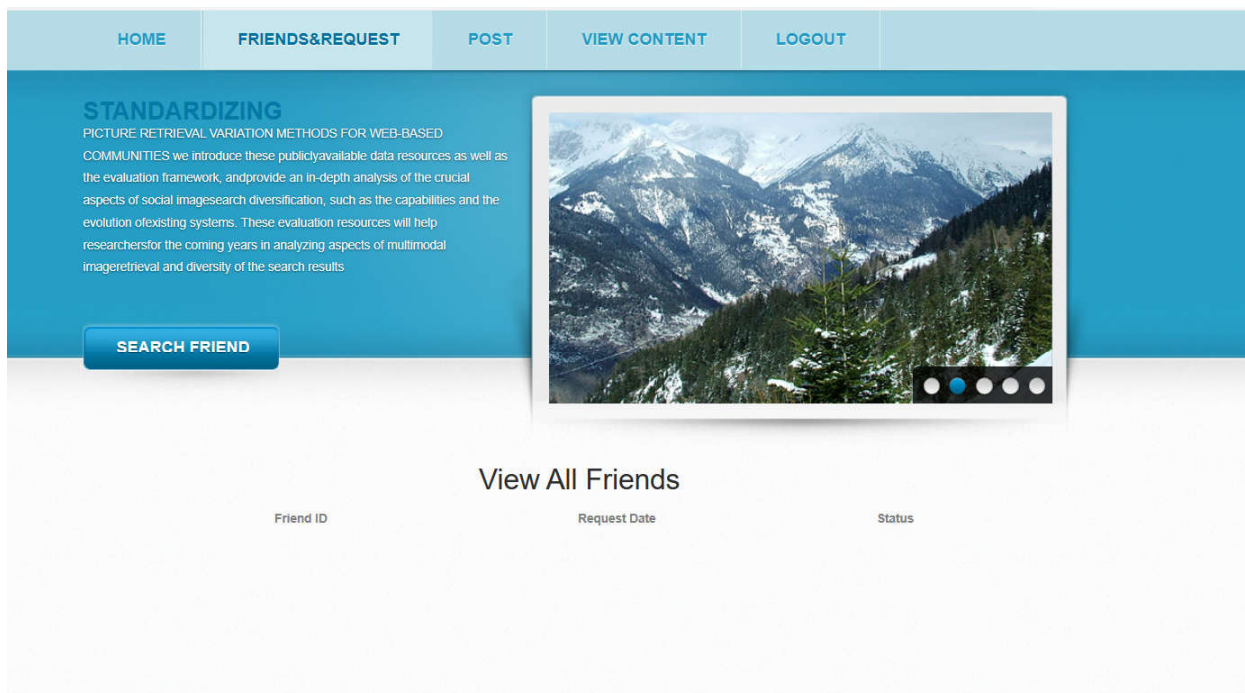 HOME FRIENDS&REQUEST POST VIEW CONTENT LOGOUT
STANDARDIZING
PICTURE RETRIEVAL VARIATION METHODS FOR WEB-BASED
COMMUNITIES we introduce these publiclyavailable data resources as well as
the evaluation framework, andprovide an in-depth analysis of the crucial
aspects of social imagesearch diversification, such as the capabilities and the
evolution ofexisting systems. These evaluation resources will help
researchersfor the coming years in analyzing aspects of multimodal
imageretrieval and diversity of the search results
SEARCH FRIEND
View All Friends
Friend ID Request Date Status